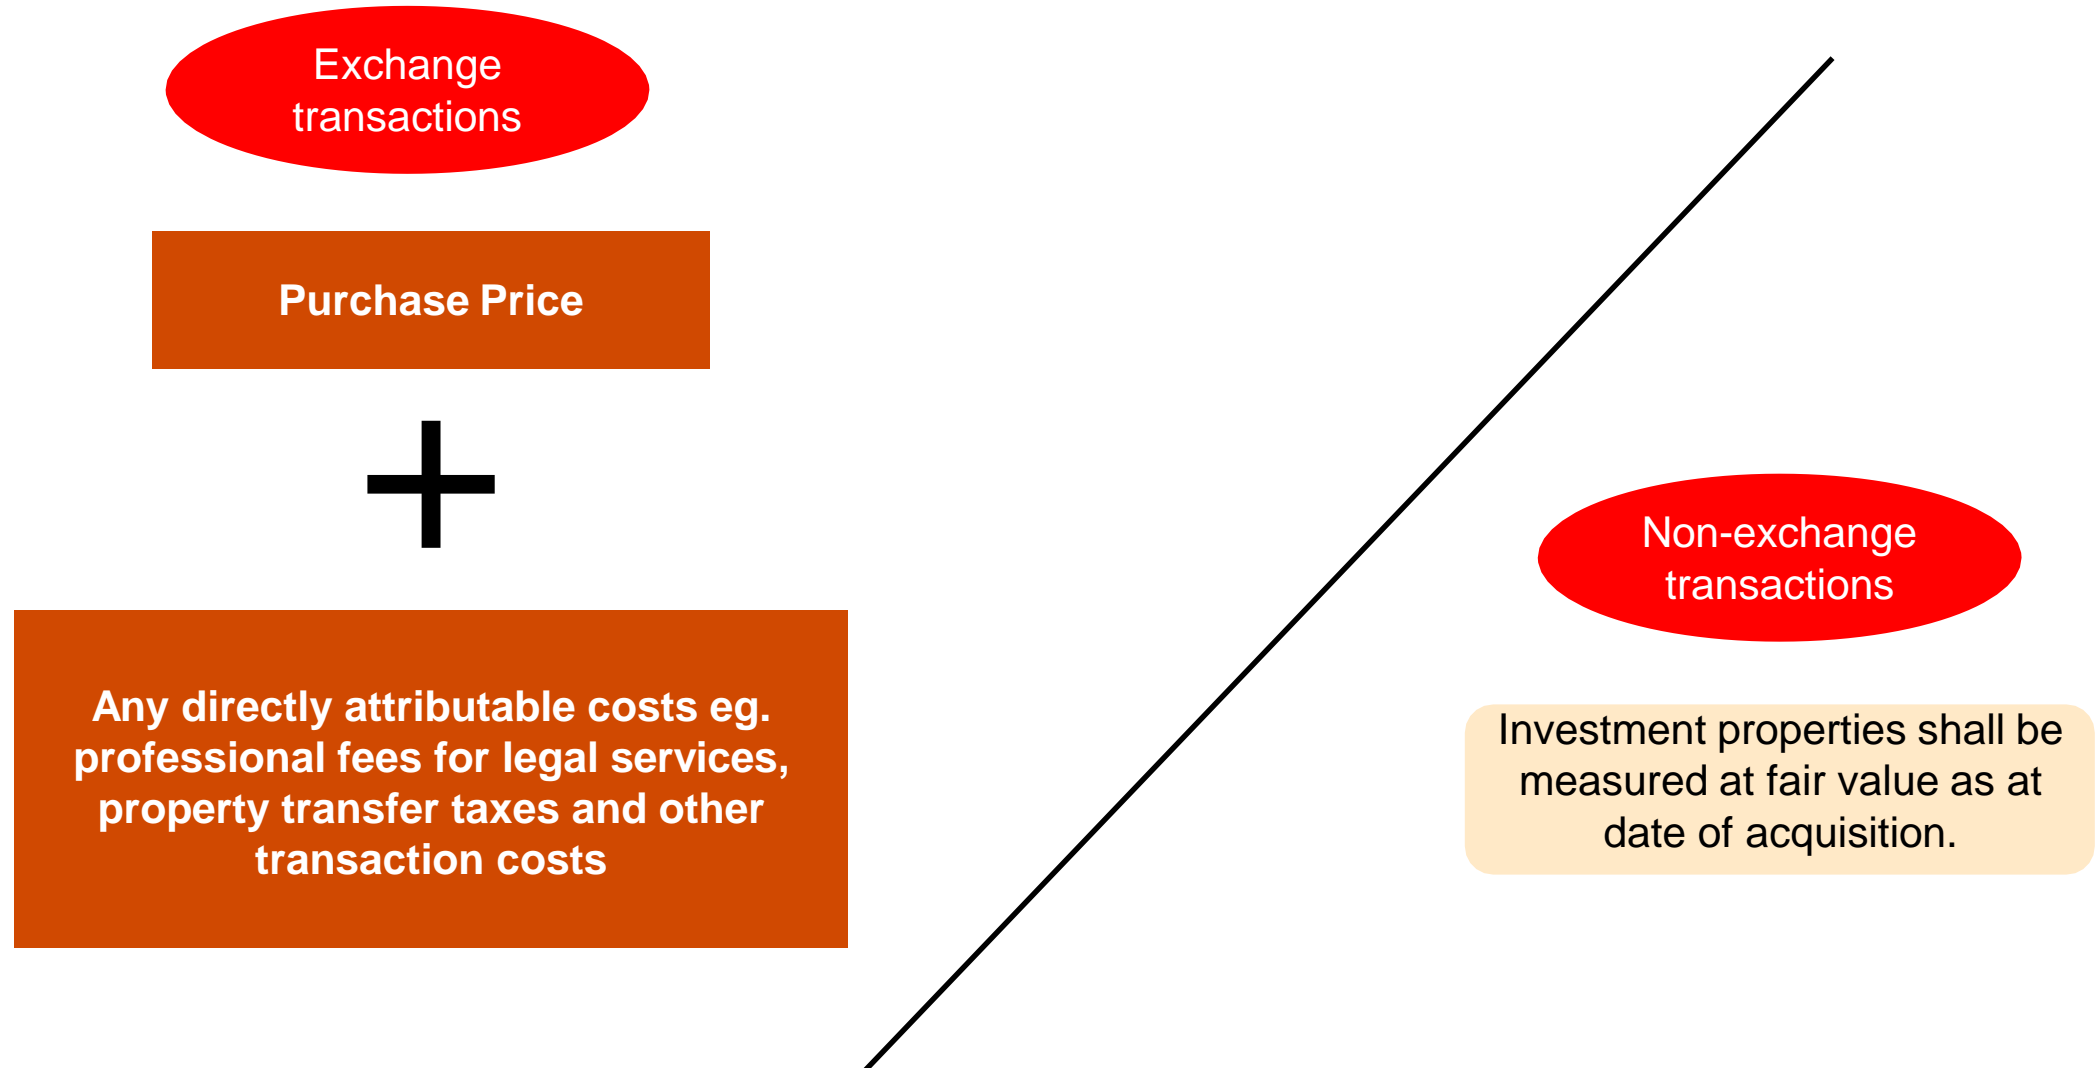 Exchange
transactions
Purchase Price
+
Any directly attributable costs eg.
professional fees for legal services,
property transfer taxes and other
transaction costs
Non-exchange
transactions
Investment properties shall be
measured at fair value as at
date of acquisition.